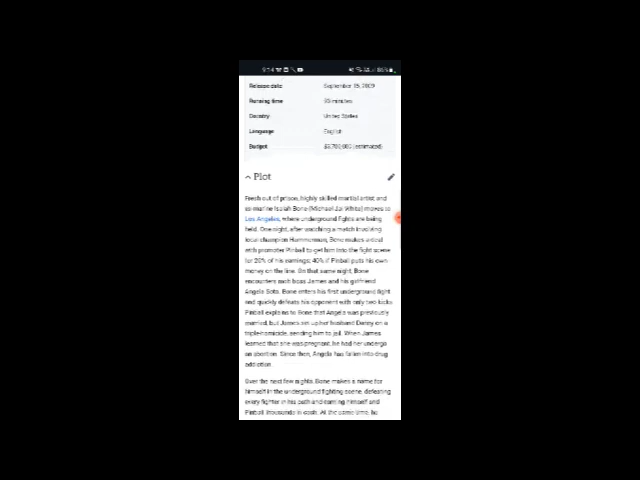 Release date September 15, 2009
Running time
Country United States
Language English
Budget (estimated)
Plot
Fresh out of prison, highly skilled martial artist and
ex-marine Isaiah Bone (Michael Jai White) moves to
Los Angeles, where underground fights are being
held. One night, after watching a match involving
local champion Hammerman, Bone makes a deal
with promoter Pinball to get him into the fight scene
for 20% of his earnings; 40% if Pinball puts his own
money on the line. On that same night, Bone
encounters mob boss James and his girlfriend
Angela Soto. Bone enters his first underground fight
and quickly defeats his opponent with only two kicks.
Pinball explains to Bone that Angela was previously
married, but James set up her husband Danny on a
triple-homicide, sending him to jail. When James
learned that she was pregnant, he had her undergo
an abortion. Since then, Angela has fallen into drug
addiction.
Over the next few nights, Bone makes a name for
himself in the underground fighting scene, defeating
every fighter in his path and earning himself and
Pinball thousands in cash. At the same time, he